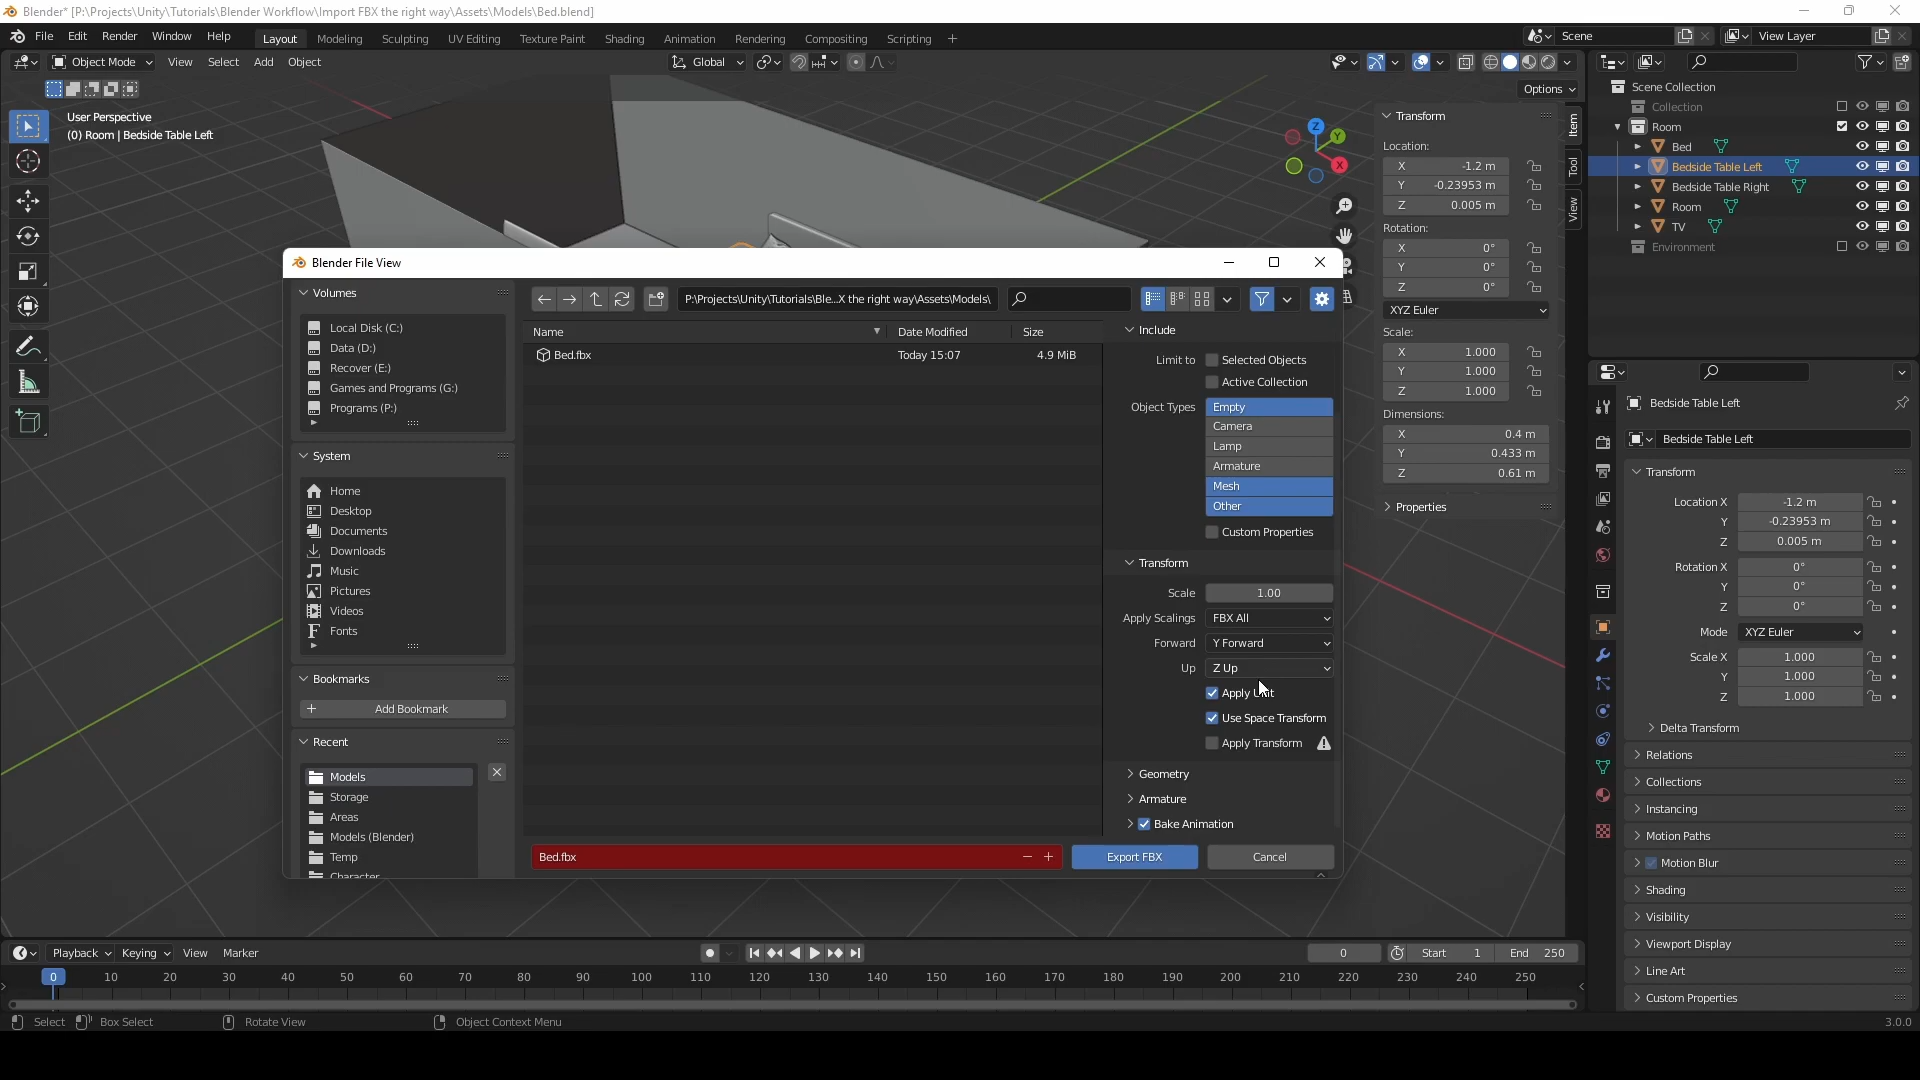 Blender* [P:\Projects\Unity\Tutorials\Blender Workflow\Import FBX the right way\Assets\Models\Bed.blend]
File Edit Render Window Help Layout Modeling Sculpting UV Editing Texture Paint Shading Animation Rendering Compositing Scripting + Scene View Layer
Object Mode View Select Add Object Global
Options
User Perspective
(0) Room | Bedside Table Left
Z
Y
X
Transform
Location:
X -1.2 m
Y -0.23953 m
Z 0.005 m
Rotation:
X 0°
Y 0°
Z 0°
XYZ Euler
Scale:
X 1.000
Y 1.000
Z 1.000
Dimensions:
X 0.4 m
Y 0.433 m
Z 0.61 m
Properties
Item
Tool
View
Scene Collection
Collection
Room
Bed
Bedside Table Left
Bedside Table Right
Room
TV
Environment
Blender File View
Volumes
Local Disk (C:)
Data (D:)
Recover (E:)
Games and Programs (G:)
Programs (P:)
System
Home
Desktop
Documents
Downloads
Music
Pictures
Videos
Fonts
Bookmarks
Add Bookmark
Recent
Models
Storage
Areas
Models (Blender)
Temp
Character
P:\Projects\Unity\Tutorials\Ble...X the right way\Assets\Models\
Name Date Modified Size
Bed.fbx Today 15:07 4.9 MiB
Include
Limit to Selected Objects
Active Collection
Object Types Empty
Camera
Lamp
Armature
Mesh
Other
Custom Properties
Transform
Scale 1.00
Apply Scalings FBX All
Forward Y Forward
Up Z Up
Apply Unit
Use Space Transform
Apply Transform
Geometry
Armature
Bake Animation
Bed.fbx
Export FBX Cancel
Bedside Table Left
Bedside Table Left
Transform
Location X -1.2 m
Y -0.23953 m
Z 0.005 m
Rotation X 0°
Y 0°
Z 0°
Mode XYZ Euler
Scale X 1.000
Y 1.000
Z 1.000
Delta Transform
Relations
Collections
Instancing
Motion Paths
Motion Blur
Shading
Visibility
Viewport Display
Line Art
Custom Properties
Playback Keying View Marker 0 Start 1 End 250
0 10 20 30 40 50 60 70 80 90 100 110 120 130 140 150 160 170 180 190 200 210 220 230 240 250
Select Box Select Rotate View Object Context Menu 3.0.0